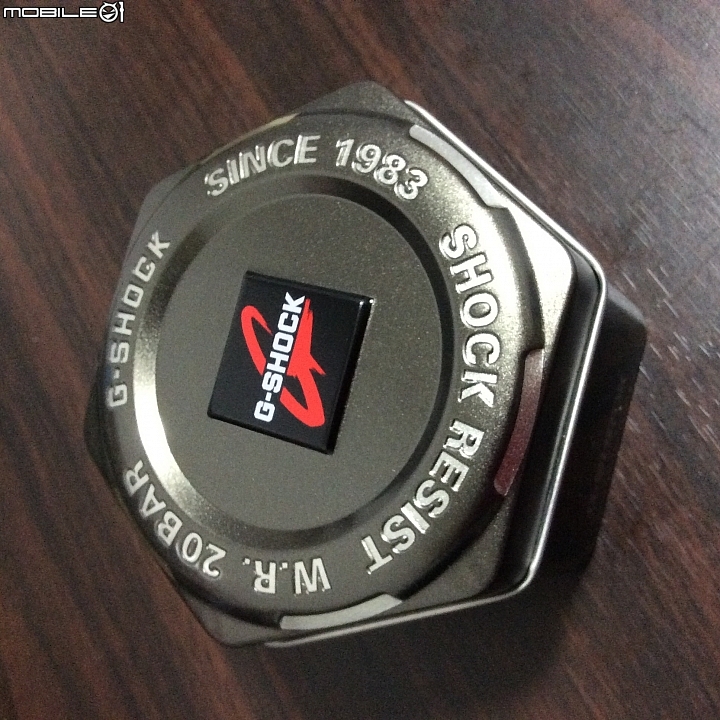 MOBILE01
SINCE 1983
SHOCK RESIST
W.R. 20BAR
G-SHOCK
G-SHOCK